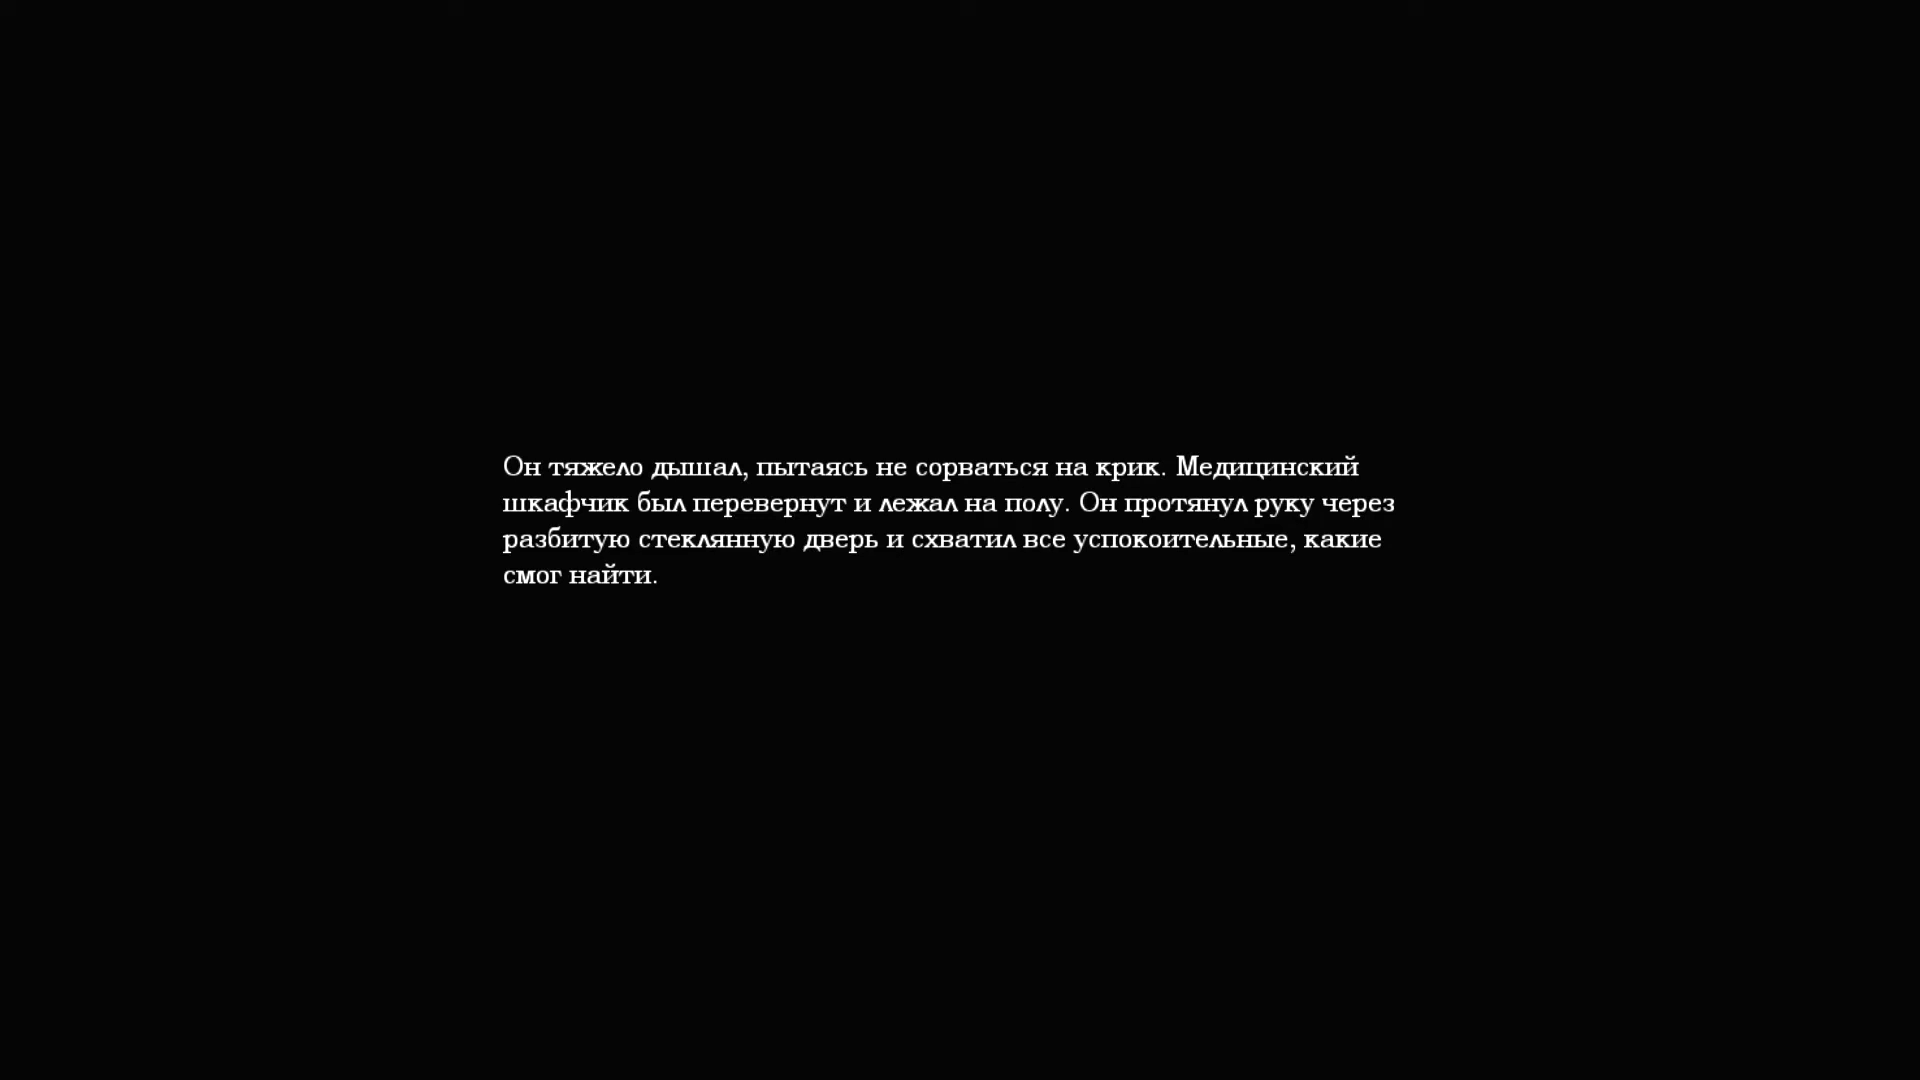 Он тяжело дышал, пытаясь не сорваться на крик. Медицинский
шкафчик был перевернут и лежал на полу. Он протянул руку через
разбитую стеклянную дверь и схватил все успокоительные, какие
смог найти.